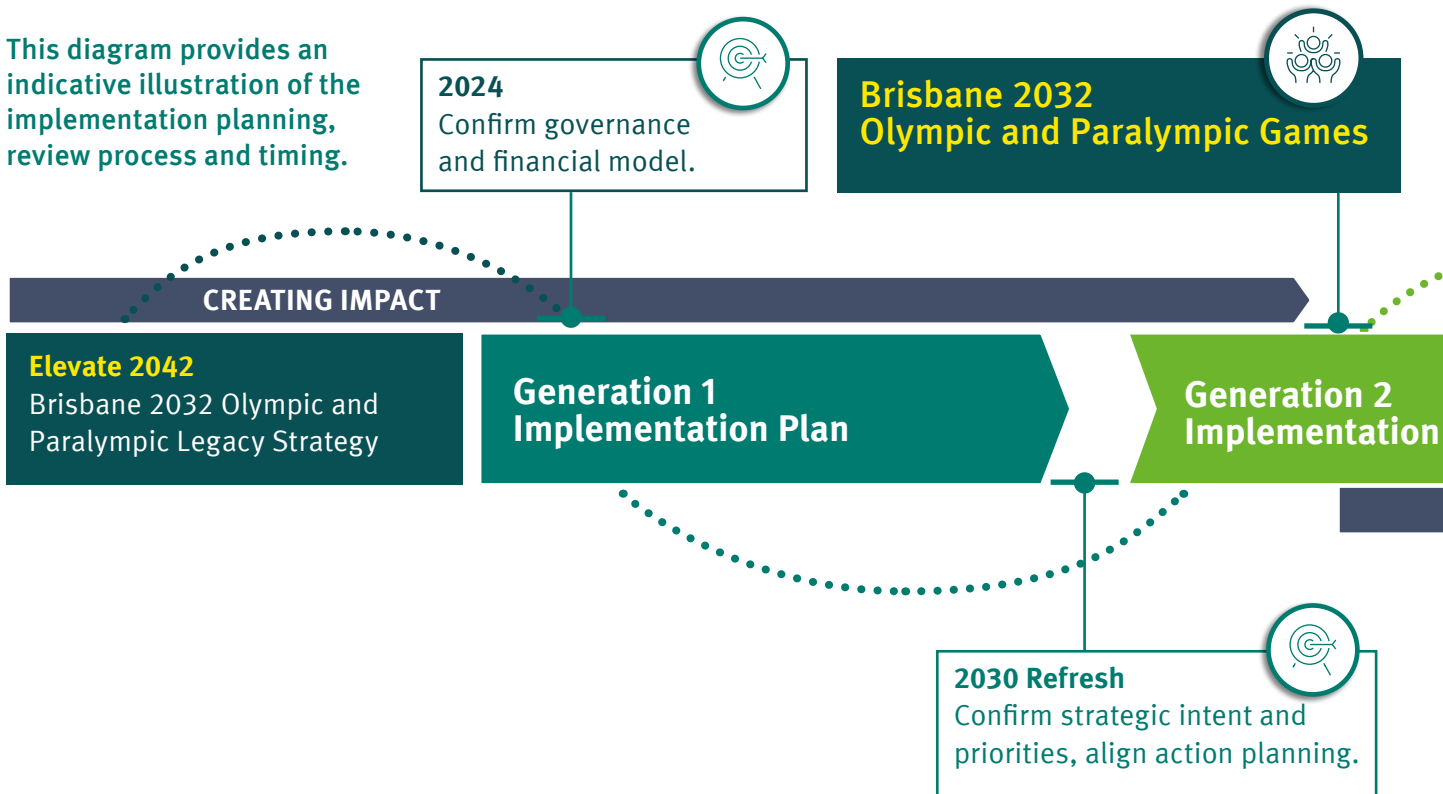 This diagram provides an
indicative illustration of the
implementation planning,
review process and timing.
2024
Confirm governance
and financial model.
Brisbane 2032
Olympic and Paralympic Games
CREATING IMPACT
Elevate 2042
Brisbane 2032 Olympic and
Paralympic Legacy Strategy
Generation 1
Implementation Plan
Generation 2
Implementation
2030 Refresh
Confirm strategic intent and
priorities, align action planning.